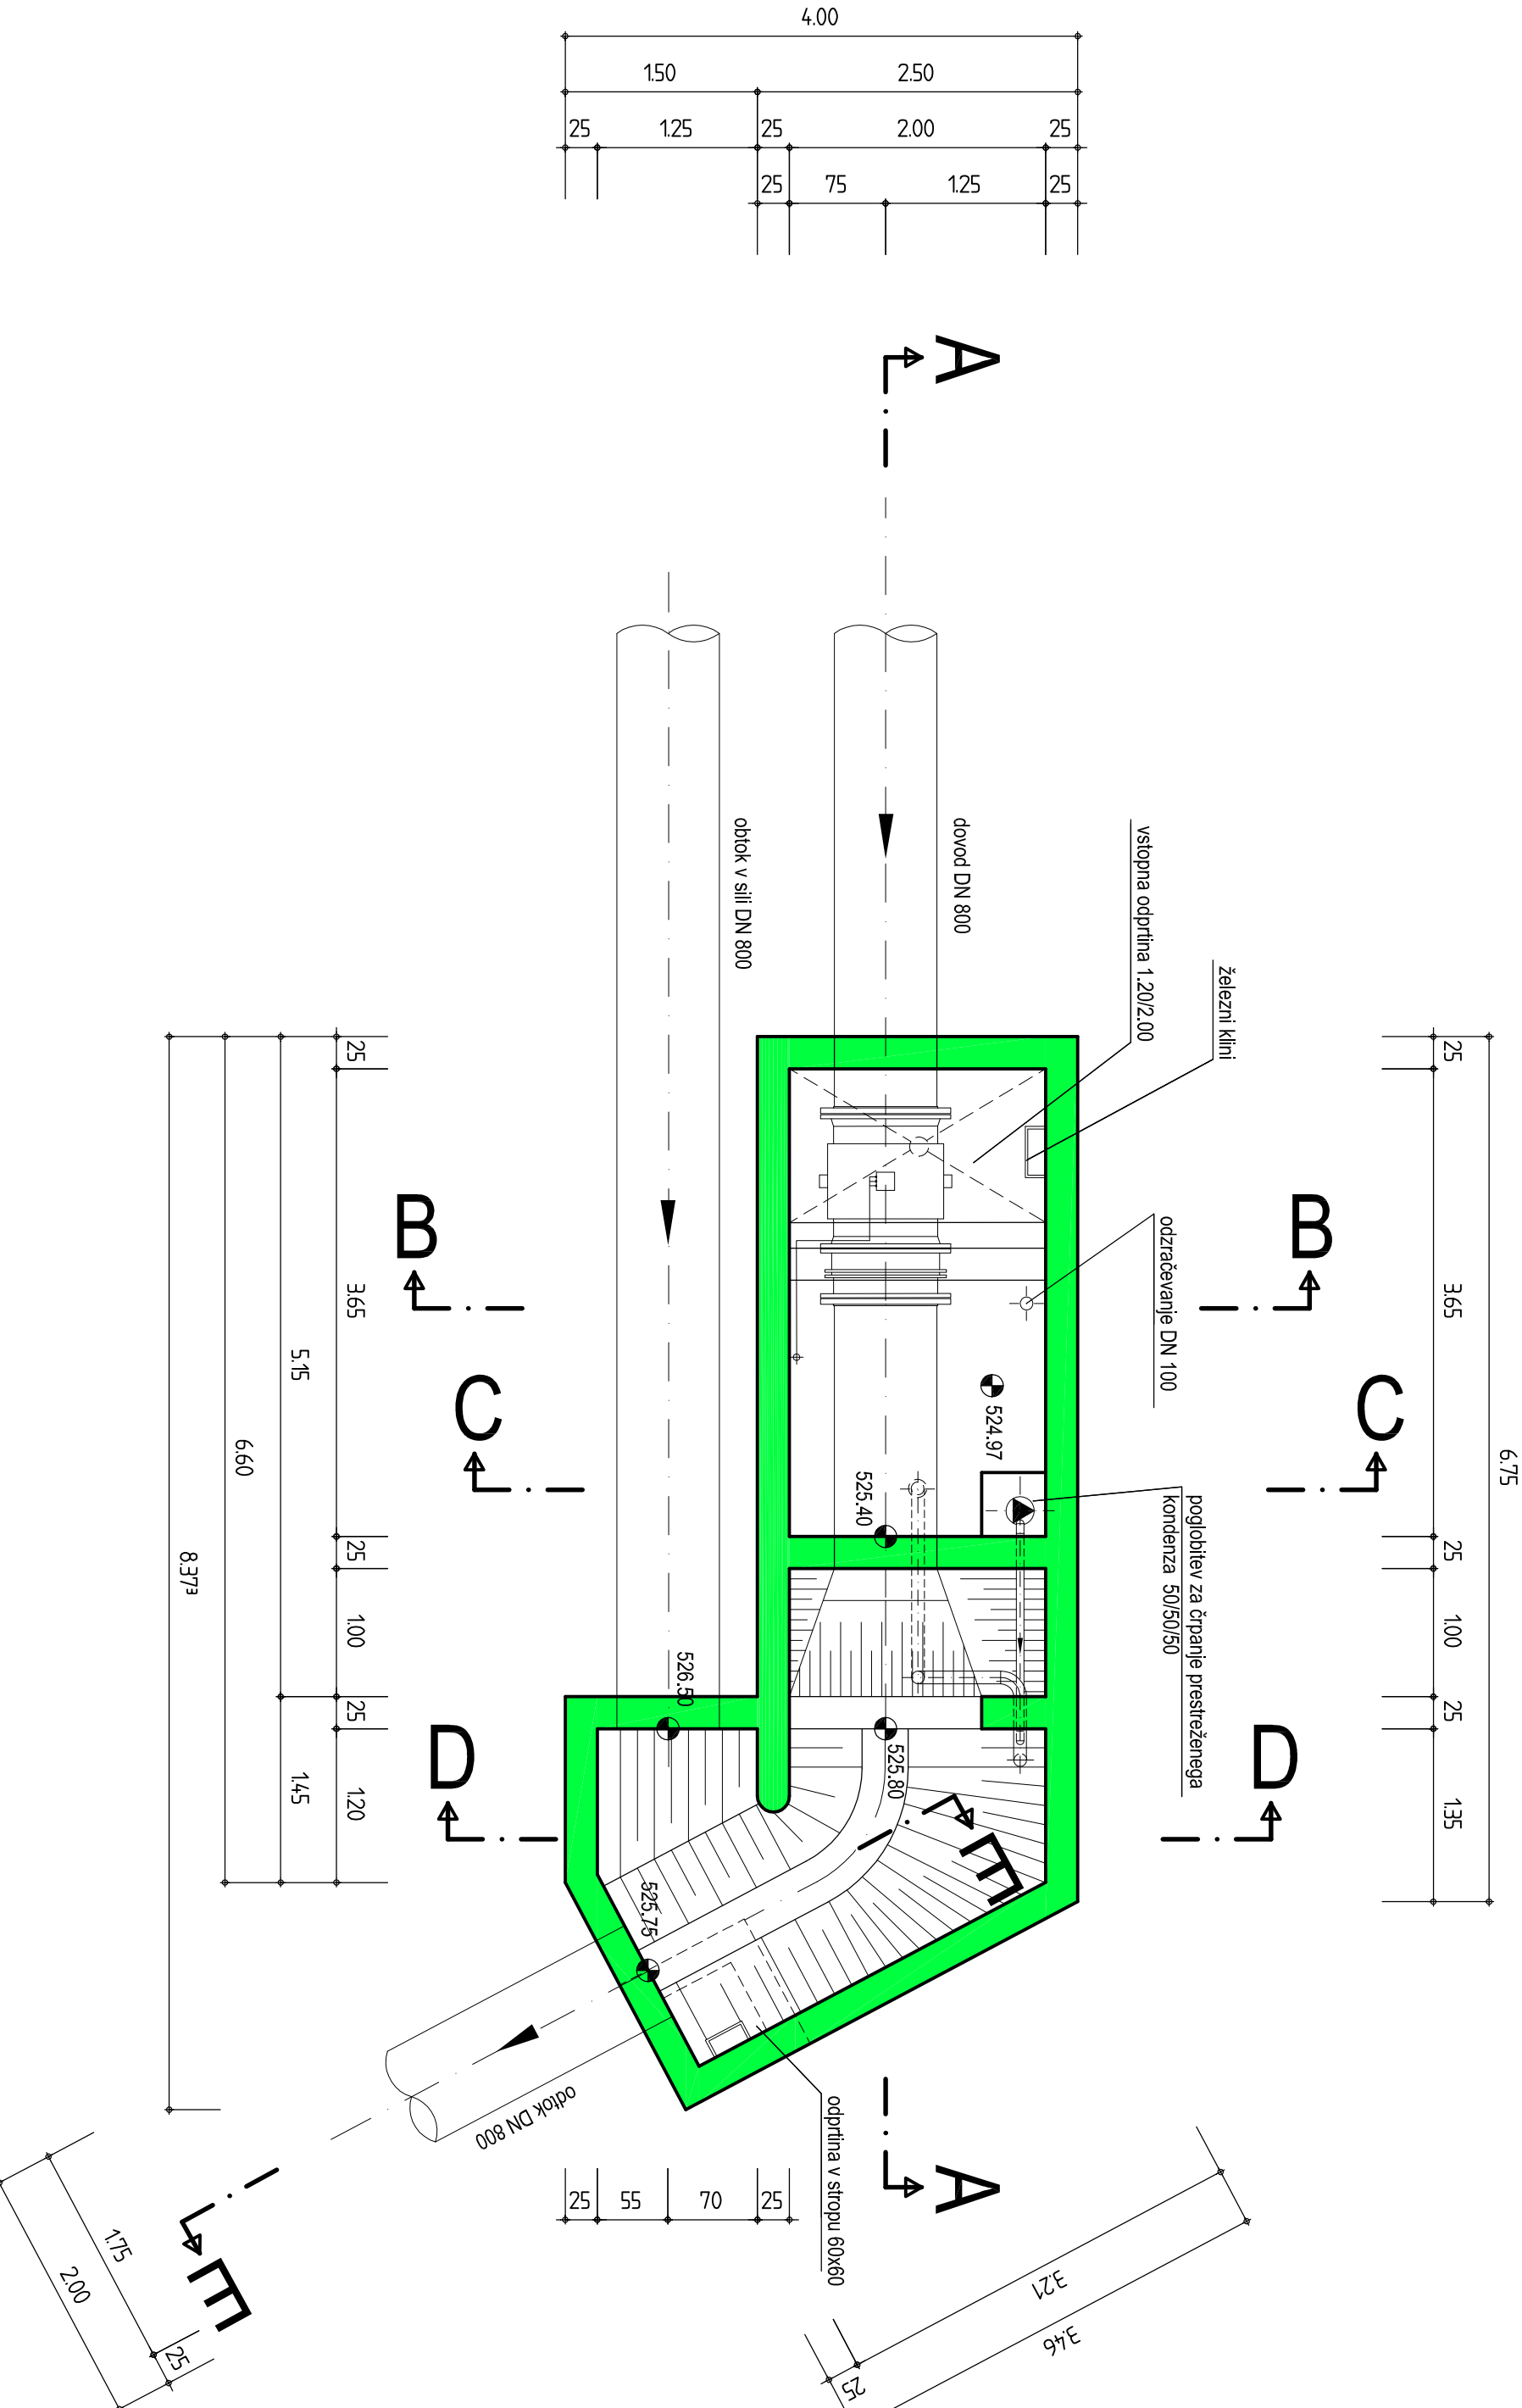 4.00
1.50 2.50
25 1.25 25 2.00 25
25 75 1.25 25
A
dovod DN 800
obtok v sili DN 800
vstopna odprtina 1.20/2.00
železni klini
odzračevanje DN 100
B
B
C
C
D
D
524.97
525.40
poglobitev za črpanje prestreženega
kondenza 50/50/50
526.50
525.80
525.75
E
odtok DN 800
odprtina v stropu 60x60
A
E
25 3.65 25 1.00 25 1.35
6.75
25 3.65 25 1.00 25 1.20
5.15 1.45
6.60
8.37³
25 55 70 25
1.75 25
2.00
3.21 25
3.46